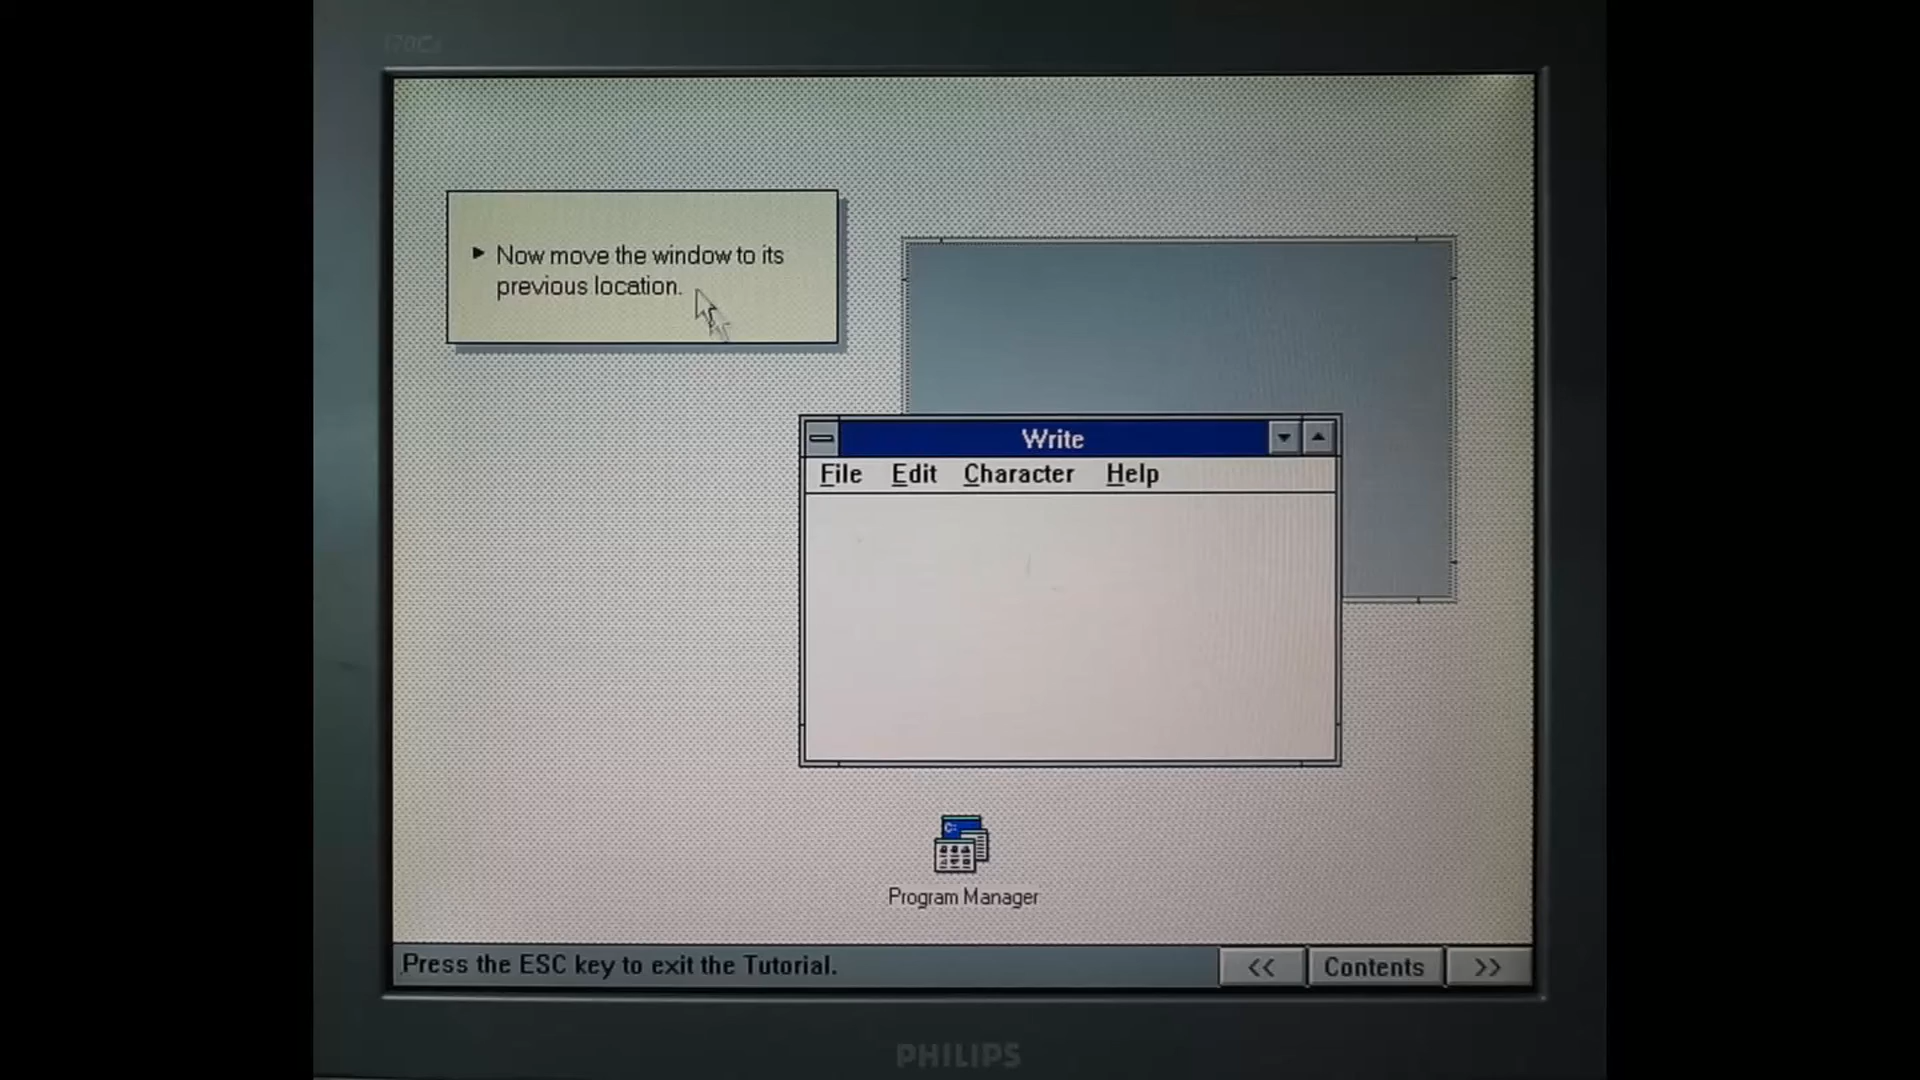 170C
Now move the window to its
previous location.
Write
File Edit Character Help
C:
Program Manager
Press the ESC key to exit the Tutorial.
<< Contents >>
PHILIPS